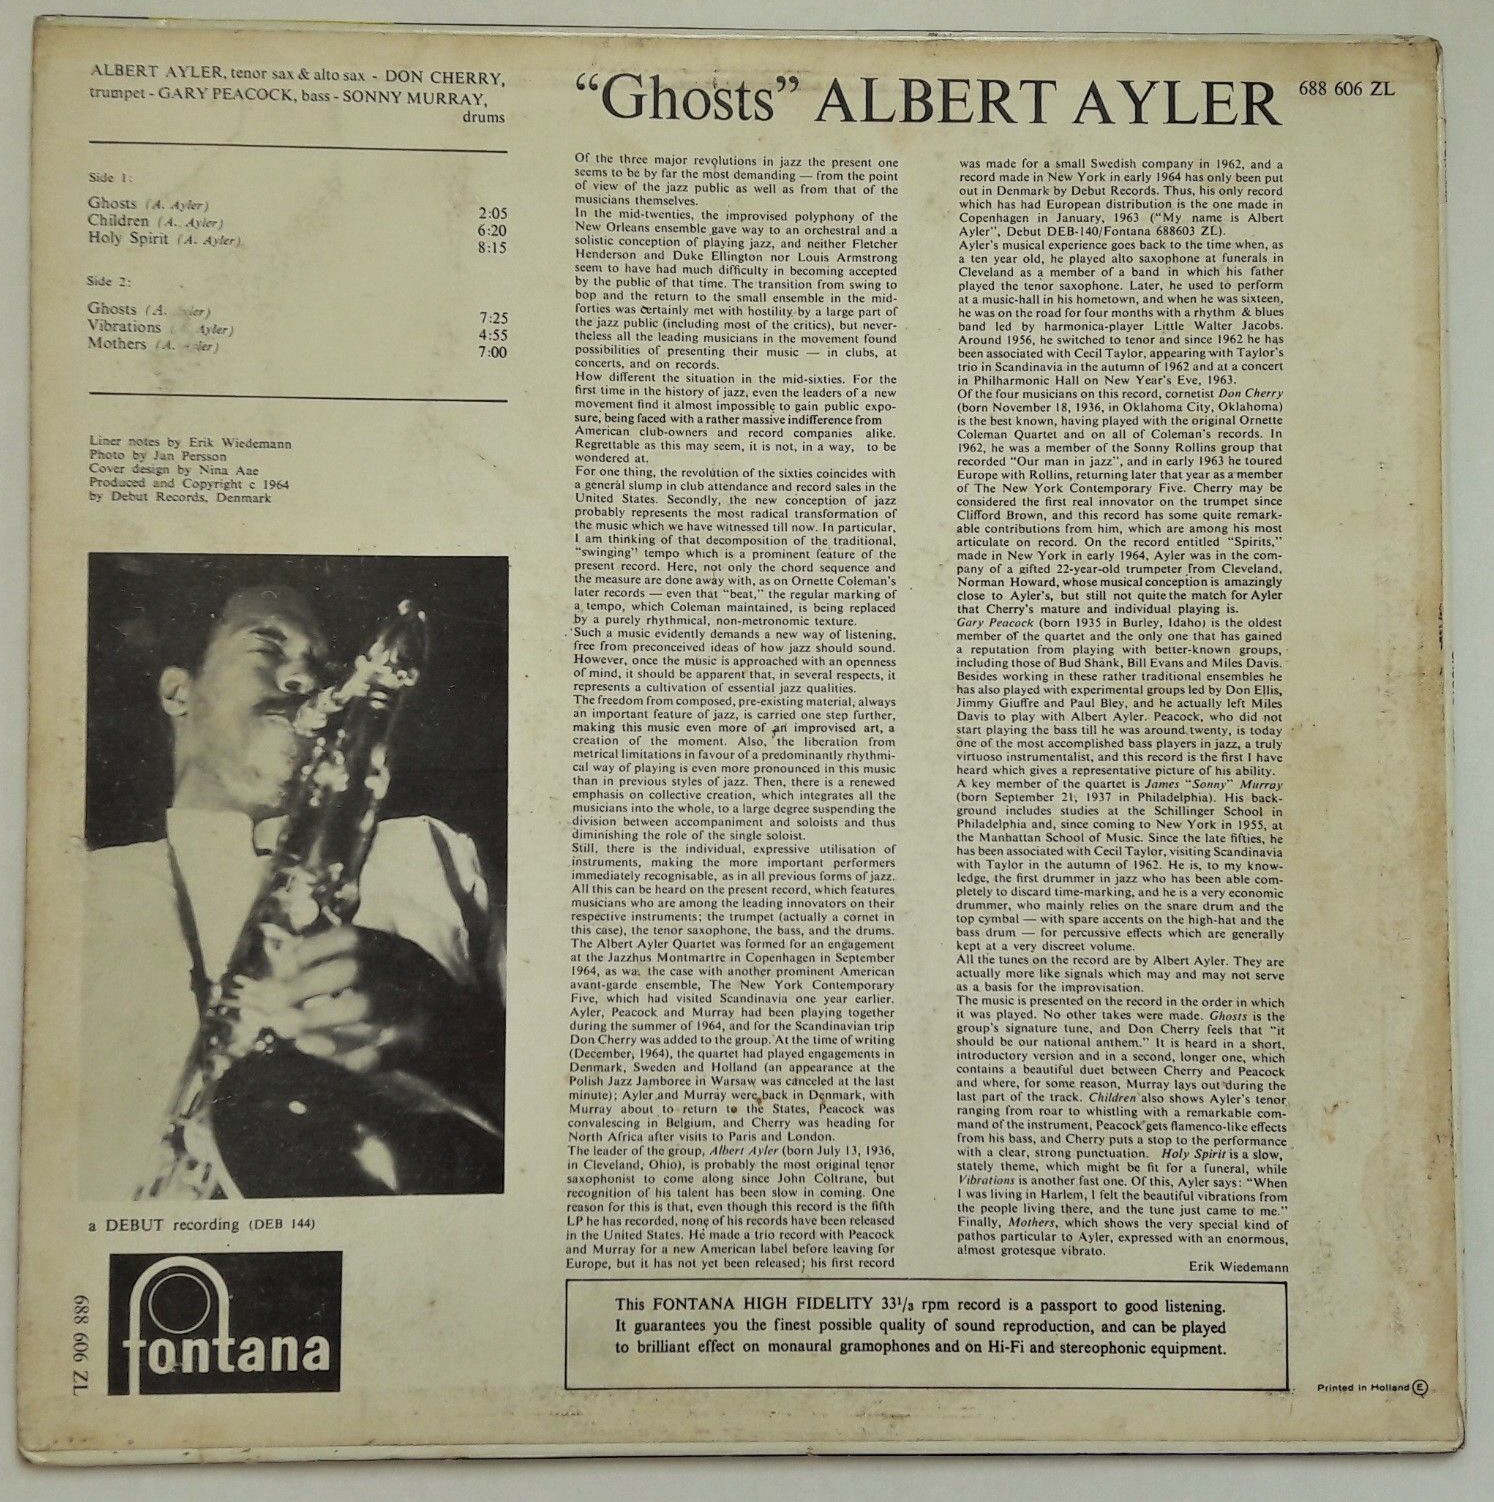 ALBERT AYLER, tenor sax & alto sax - DON CHERRY,
trumpet - GARY PEACOCK, bass - SONNY MURRAY,
drums
Side 1:
Ghosts (A. Ayler) 2:05
Children (A. Ayler) 6:20
Holy Spirit (A. Ayler) 8:15
Side 2:
Ghosts (A. 7:25
Vibrations Ayler) 4:55
Mothers (A. 7:00
Liner notes by Erik Wiedemann
Photo by Jan Persson
Cover design by Nina Aae
Produced and Copyright c 1964
by Debut Records, Denmark
a DEBUT recording (DEB 144)
688 606 ZL
fontana
“Ghosts” ALBERT AYLER 688 606 ZL
Of the three major revolutions in jazz the present one
seems to be by far the most demanding — from the point
of view of the jazz public as well as from that of the
musicians themselves.
In the mid-twenties, the improvised polyphony of the
New Orleans ensemble gave way to an orchestral and a
solistic conception of playing jazz, and neither Fletcher
Henderson and Duke Ellington nor Louis Armstrong
seem to have had much difficulty in becoming accepted
by the public of that time. The transition from swing to
bop and the return to the small ensemble in the mid-
forties was certainly met with hostility by a large part of
the jazz public (including most of the critics), but never-
theless all the leading musicians in the movement found
possibilities of presenting their music — in clubs, at
concerts, and on records.
How different the situation in the mid-sixties. For the
first time in the history of jazz, even the leaders of a new
movement find it almost impossible to gain public expo-
sure, being faced with a rather massive indifference from
American club-owners and record companies alike.
Regrettable as this may seem, it is not, in a way, to be
wondered at.
For one thing, the revolution of the sixties coincides with
a general slump in club attendance and record sales in the
United States. Secondly, the new conception of jazz
probably represents the most radical transformation of
the music which we have witnessed till now. In particular,
I am thinking of that decomposition of the traditional,
“swinging” tempo which is a prominent feature of the
present record. Here, not only the chord sequence and
the measure are done away with, as on Ornette Coleman's
later records — even that “beat,” the regular marking of
a tempo, which Coleman maintained, is being replaced
by a purely rhythmical, non-metronomic texture.
Such a music evidently demands a new way of listening,
free from preconceived ideas of how jazz should sound.
However, once the music is approached with an openness
of mind, it should be apparent that, in several respects, it
represents a cultivation of essential jazz qualities.
The freedom from composed, pre-existing material, always
an important feature of jazz, is carried one step further,
making this music even more of an improvised art, a
creation of the moment. Also, the liberation from
metrical limitations in favour of a predominantly rhythmi-
cal way of playing is even more pronounced in this music
than in previous styles of jazz. Then, there is a renewed
emphasis on collective creation, which integrates all the
musicians into the whole, to a large degree suspending the
division between accompaniment and soloists and thus
diminishing the role of the single soloist.
Still, there is the individual, expressive utilisation of
instruments, making the more important performers
immediately recognisable, as in all previous forms of jazz.
All this can be heard on the present record, which features
musicians who are among the leading innovators on their
respective instruments; the trumpet (actually a cornet in
this case), the tenor saxophone, the bass, and the drums.
The Albert Ayler Quartet was formed for an engagement
at the Jazzhus Montmartre in Copenhagen in September
1964, as wa. the case with another prominent American
avant-garde ensemble, The New York Contemporary
Five, which had visited Scandinavia one year earlier.
Ayler, Peacock and Murray had been playing together
during the summer of 1964, and for the Scandinavian trip
Don Cherry was added to the group. At the time of writing
(December, 1964), the quartet had played engagements in
Denmark, Sweden and Holland (an appearance at the
Polish Jazz Jamboree in Warsaw was canceled at the last
minute); Ayler and Murray were back in Denmark, with
Murray about to return to the States, Peacock was
convalescing in Belgium, and Cherry was heading for
North Africa after visits to Paris and London.
The leader of the group, Albert Ayler (born July 13, 1936,
in Cleveland, Ohio), is probably the most original tenor
saxophonist to come along since John Coltrane, but
recognition of his talent has been slow in coming. One
reason for this is that, even though this record is the fifth
LP he has recorded, none of his records have been released
in the United States. He made a trio record with Peacock
and Murray for a new American label before leaving for
Europe, but it has not yet been released; his first record
was made for a small Swedish company in 1962, and a
record made in New York in early 1964 has only been put
out in Denmark by Debut Records. Thus, his only record
which has had European distribution is the one made in
Copenhagen in January, 1963 (“My name is Albert
Ayler”, Debut DEB-140/Fontana 688603 ZL).
Ayler's musical experience goes back to the time when, as
a ten year old, he played alto saxophone at funerals in
Cleveland as a member of a band in which his father
played the tenor saxophone. Later, he used to perform
at a music-hall in his hometown, and when he was sixteen,
he was on the road for four months with a rhythm & blues
band led by harmonica-player Little Walter Jacobs.
Around 1956, he switched to tenor and since 1962 he has
been associated with Cecil Taylor, appearing with Taylor's
trio in Scandinavia in the autumn of 1962 and at a concert
in Philharmonic Hall on New Year's Eve, 1963.
Of the four musicians on this record, cornetist Don Cherry
(born November 18, 1936, in Oklahoma City, Oklahoma)
is the best known, having played with the original Ornette
Coleman Quartet and on all of Coleman's records. In
1962, he was a member of the Sonny Rollins group that
recorded “Our man in jazz”, and in early 1963 he toured
Europe with Rollins, returning later that year as a member
of The New York Contemporary Five. Cherry may be
considered the first real innovator on the trumpet since
Clifford Brown, and this record has some quite remark-
able contributions from him, which are among his most
articulate on record. On the record entitled “Spirits,”
made in New York in early 1964, Ayler was in the com-
pany of a gifted 22-year-old trumpeter from Cleveland,
Norman Howard, whose musical conception is amazingly
close to Ayler's, but still not quite the match for Ayler
that Cherry's mature and individual playing is.
Gary Peacock (born 1935 in Burley, Idaho) is the oldest
member of the quartet and the only one that has gained
a reputation from playing with better-known groups,
including those of Bud Shank, Bill Evans and Miles Davis.
Besides working in these rather traditional ensembles he
has also played with experimental groups led by Don Ellis,
Jimmy Giuffre and Paul Bley, and he actually left Miles
Davis to play with Albert Ayler. Peacock, who did not
start playing the bass till he was around twenty, is today
one of the most accomplished bass players in jazz, a truly
virtuoso instrumentalist, and this record is the first I have
heard which gives a representative picture of his ability.
A key member of the quartet is James “Sonny” Murray
(born September 21, 1937 in Philadelphia). His back-
ground includes studies at the Schillinger School in
Philadelphia and, since coming to New York in 1955, at
the Manhattan School of Music. Since the late fifties, he
has been associated with Cecil Taylor, visiting Scandinavia
with Taylor in the autumn of 1962. He is, to my know-
ledge, the first drummer in jazz who has been able com-
pletely to discard time-marking, and he is a very economic
drummer, who mainly relies on the snare drum and the
top cymbal — with spare accents on the high-hat and the
bass drum — for percussive effects which are generally
kept at a very discreet volume.
All the tunes on the record are by Albert Ayler. They are
actually more like signals which may and may not serve
as a basis for the improvisation.
The music is presented on the record in the order in which
it was played. No other takes were made. Ghosts is the
group's signature tune, and Don Cherry feels that “it
should be our national anthem.” It is heard in a short,
introductory version and in a second, longer one, which
contains a beautiful duet between Cherry and Peacock
and where, for some reason, Murray lays out during the
last part of the track. Children also shows Ayler's tenor
ranging from roar to whistling with a remarkable com-
mand of the instrument, Peacock gets flamenco-like effects
from his bass, and Cherry puts a stop to the performance
with a clear, strong punctuation. Holy Spirit is a slow,
stately theme, which might be fit for a funeral, while
Vibrations is another fast one. Of this, Ayler says: “When
I was living in Harlem, I felt the beautiful vibrations from
the people living there, and the tune just came to me.”
Finally, Mothers, which shows the very special kind of
pathos particular to Ayler, expressed with an enormous,
almost grotesque vibrato.
Erik Wiedemann
This FONTANA HIGH FIDELITY 33 1/3 rpm record is a passport to good listening.
It guarantees you the finest possible quality of sound reproduction, and can be played
to brilliant effect on monaural gramophones and on Hi-Fi and stereophonic equipment.
Printed in Holland Ⓔ